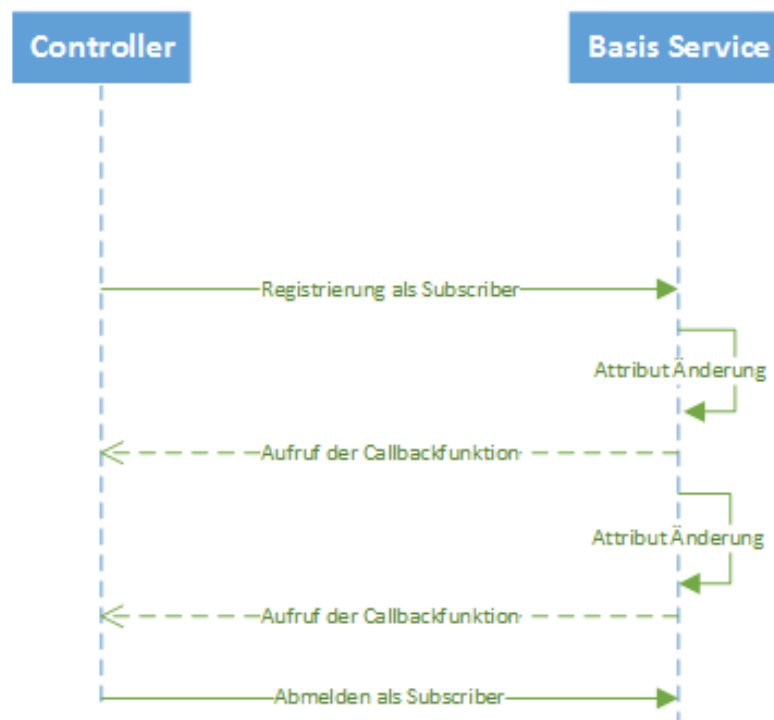 Controller
Basis Service
Registrierung als Subscriber
Attribut Änderung
Aufruf der Callbackfunktion
Attribut Änderung
Aufruf der Callbackfunktion
Abmelden als Subscriber